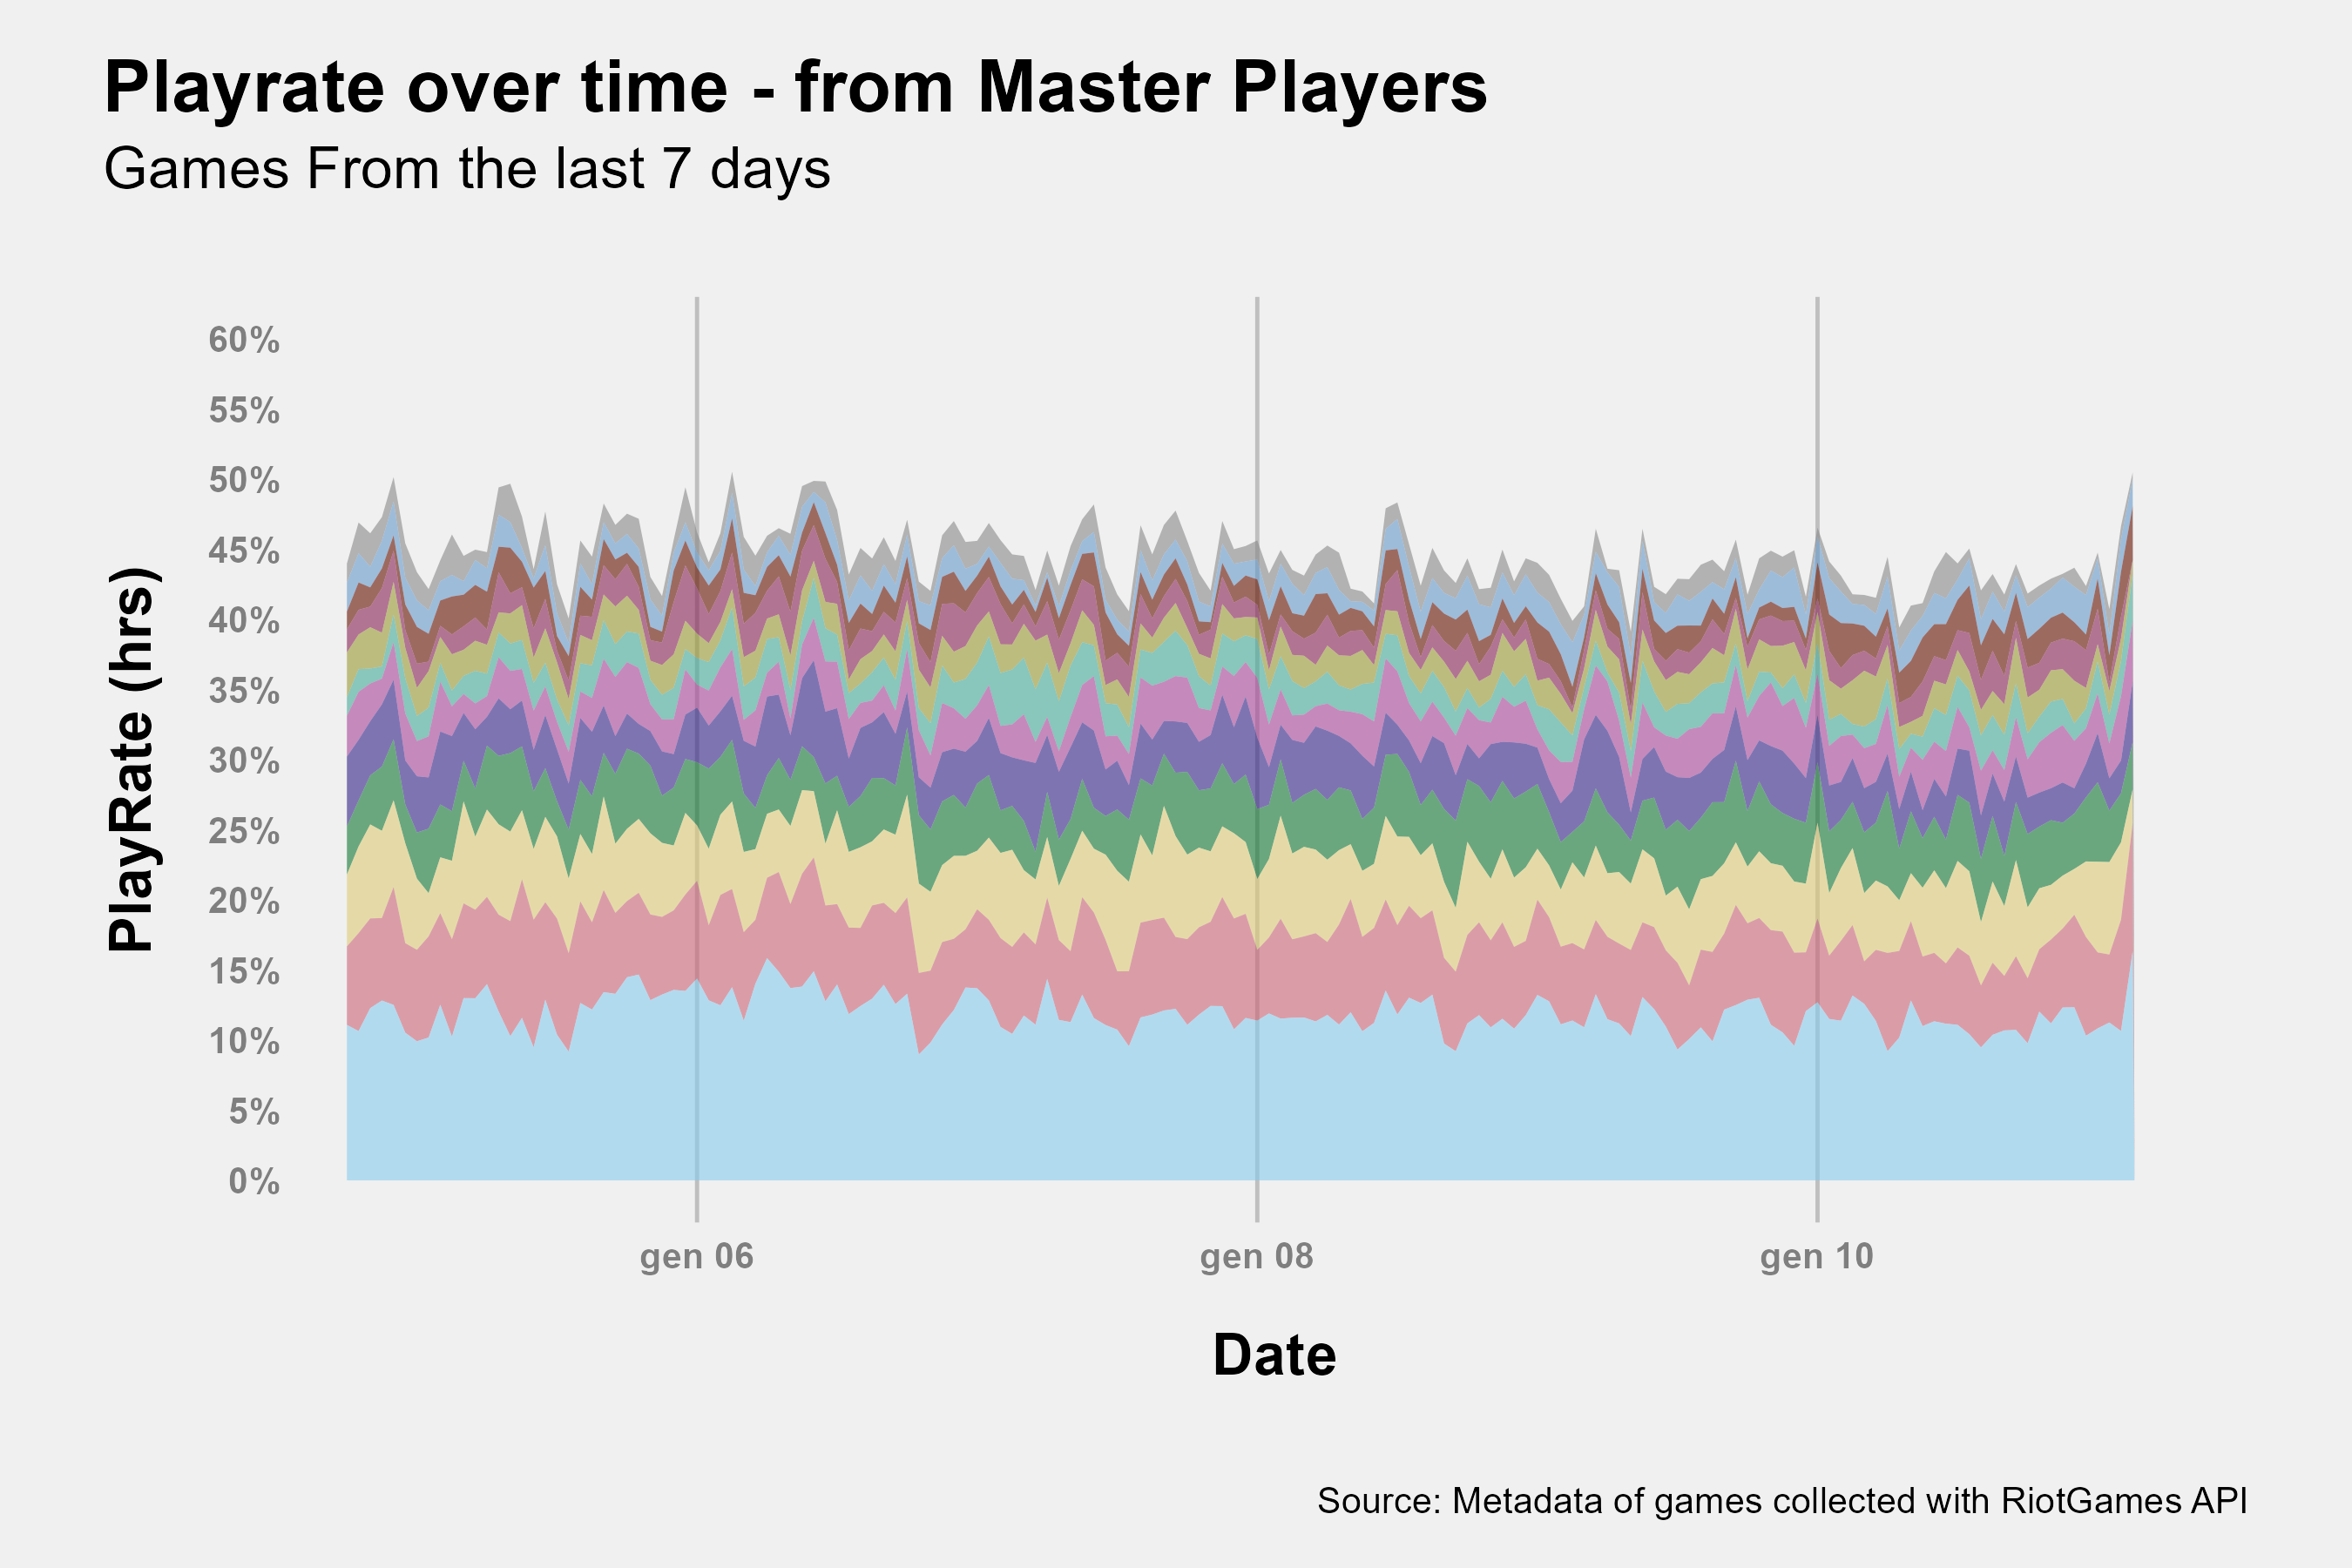 Playrate over time - from Master Players
Games From the last 7 days
PlayRate (hrs)
60%
55%
50%
45%
40%
35%
30%
25%
20%
15%
10%
5%
0%
gen 06
gen 08
gen 10
Date
Source: Metadata of games collected with RiotGames API